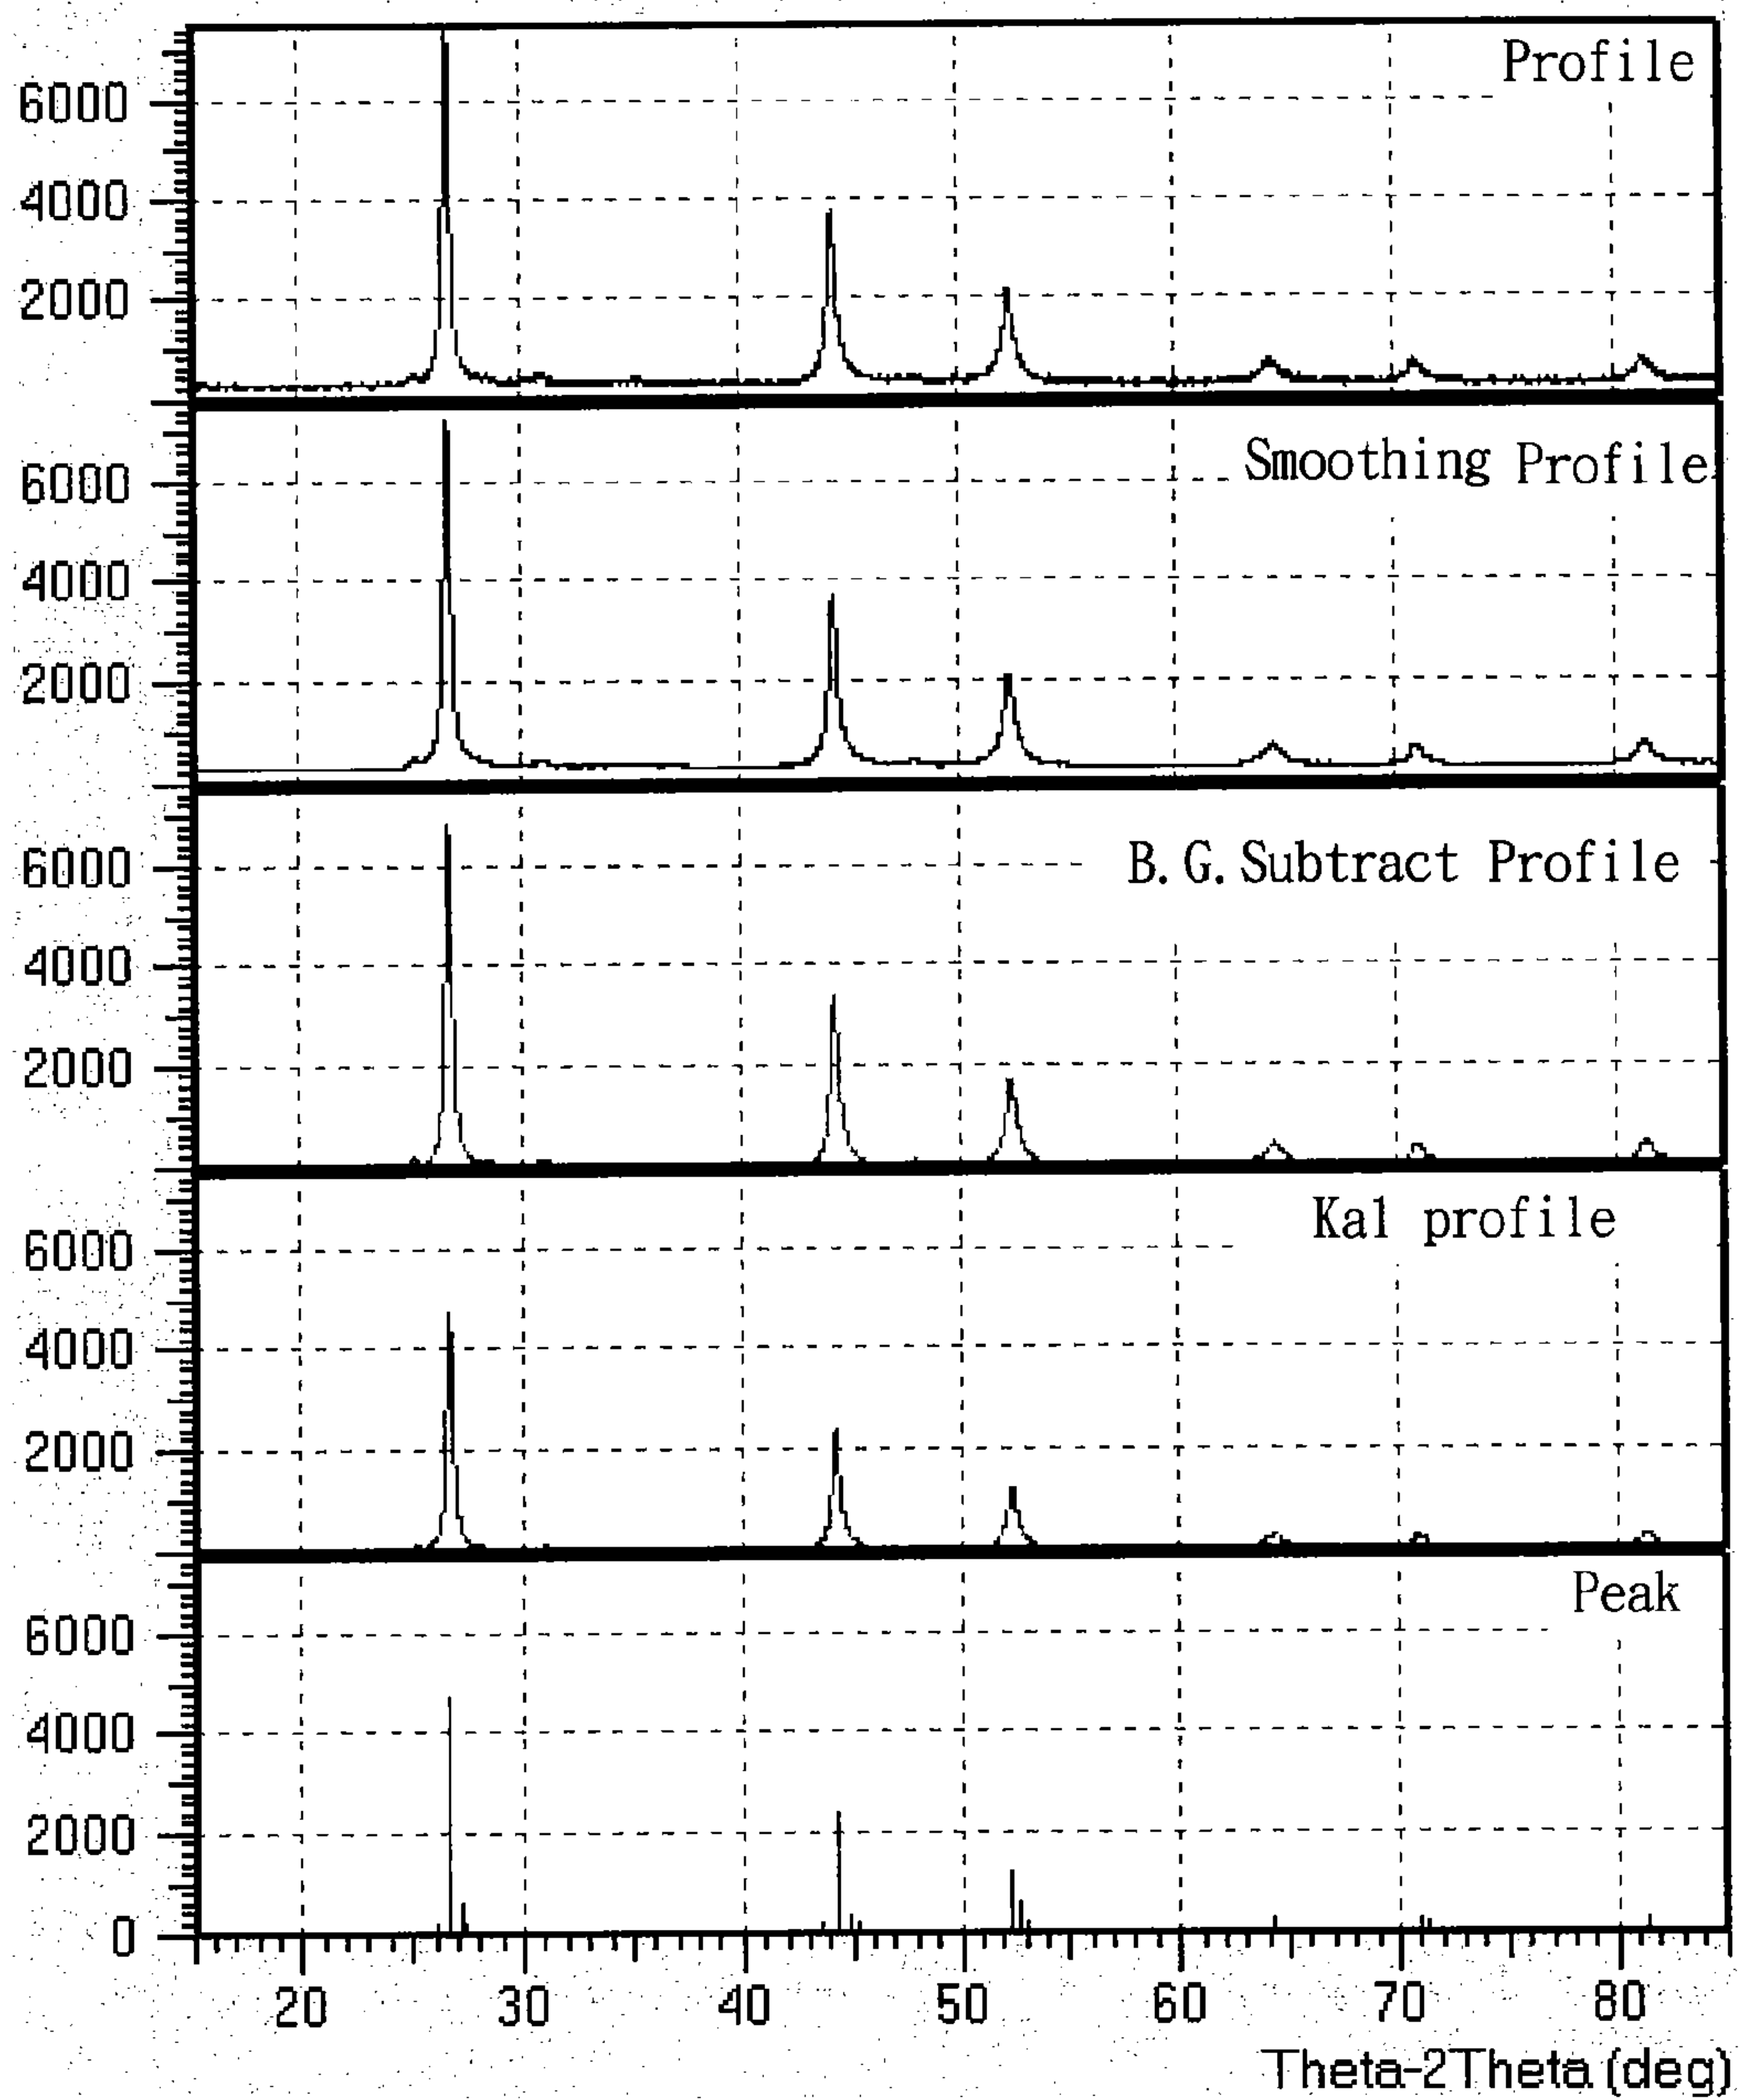 Profile
6000
4000
2000
Smoothing Profile
6000
4000
2000
B.G.Subtract Profile
6000
4000
2000
Kal profile
6000
4000
2000
Peak
6000
4000
2000
0
20 30 40 50 60 70 80
Theta-2Theta (deg)